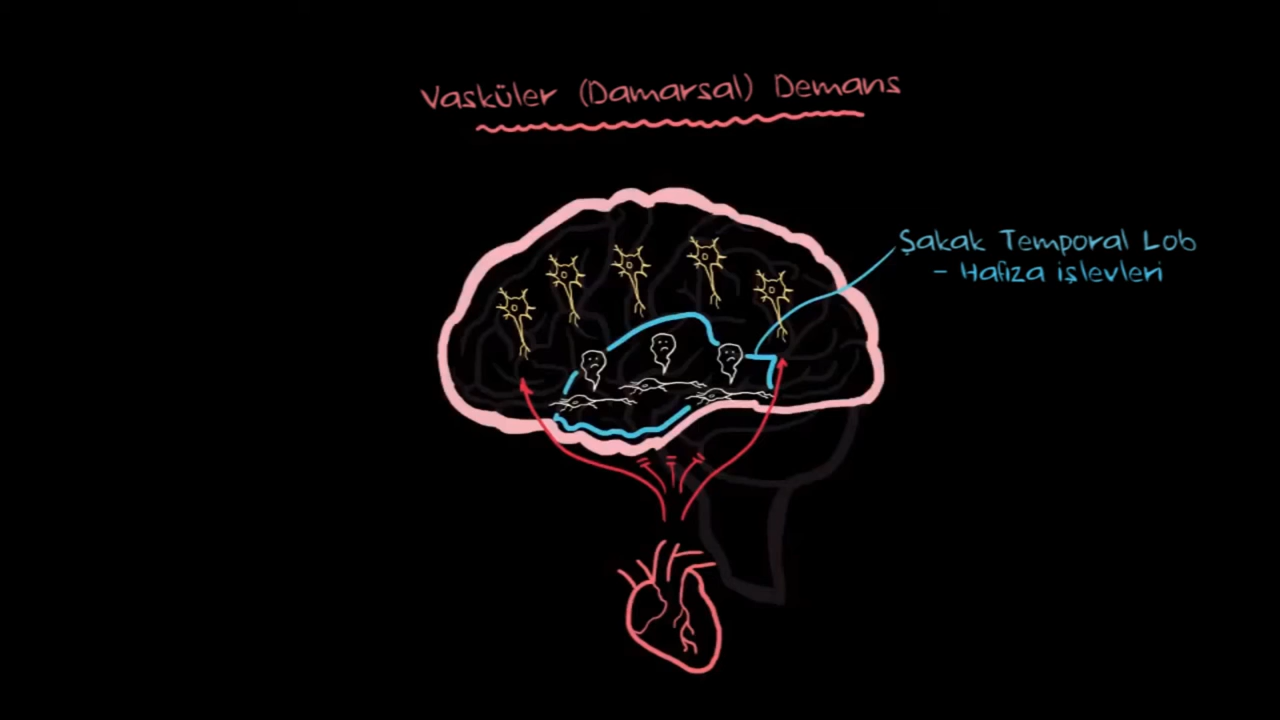 Vasküler (Damarsal) Demans
Şakak Temporal Lob
- Hafıza işlevleri